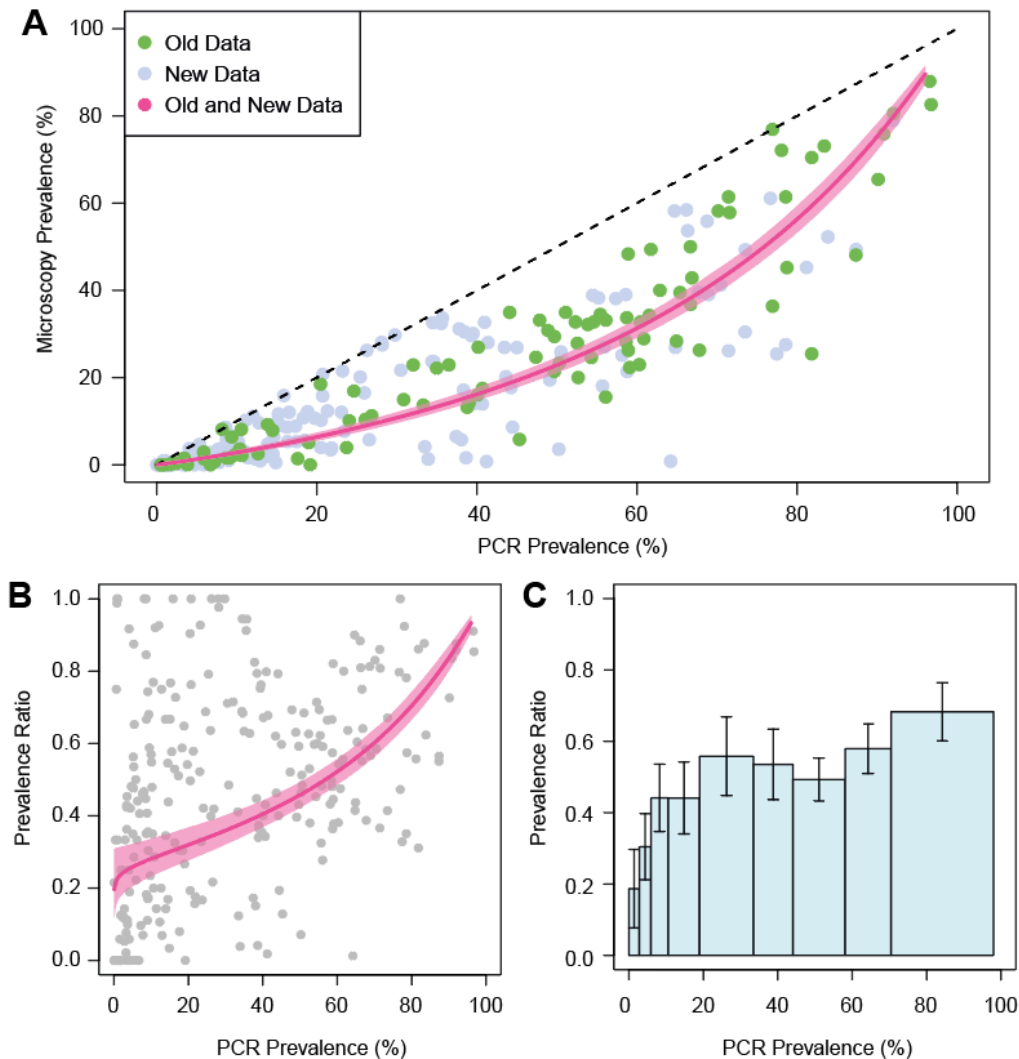 A
Old Data
New Data
Old and New Data
100
80
60
40
20
0
Microscopy Prevalence (%)
0 20 40 60 80 100
PCR Prevalence (%)
B
1.0
0.8
0.6
0.4
0.2
0.0
Prevalence Ratio
0 20 40 60 80 100
PCR Prevalence (%)
C
1.0
0.8
0.6
0.4
0.2
0.0
Prevalence Ratio
0 20 40 60 80 100
PCR Prevalence (%)